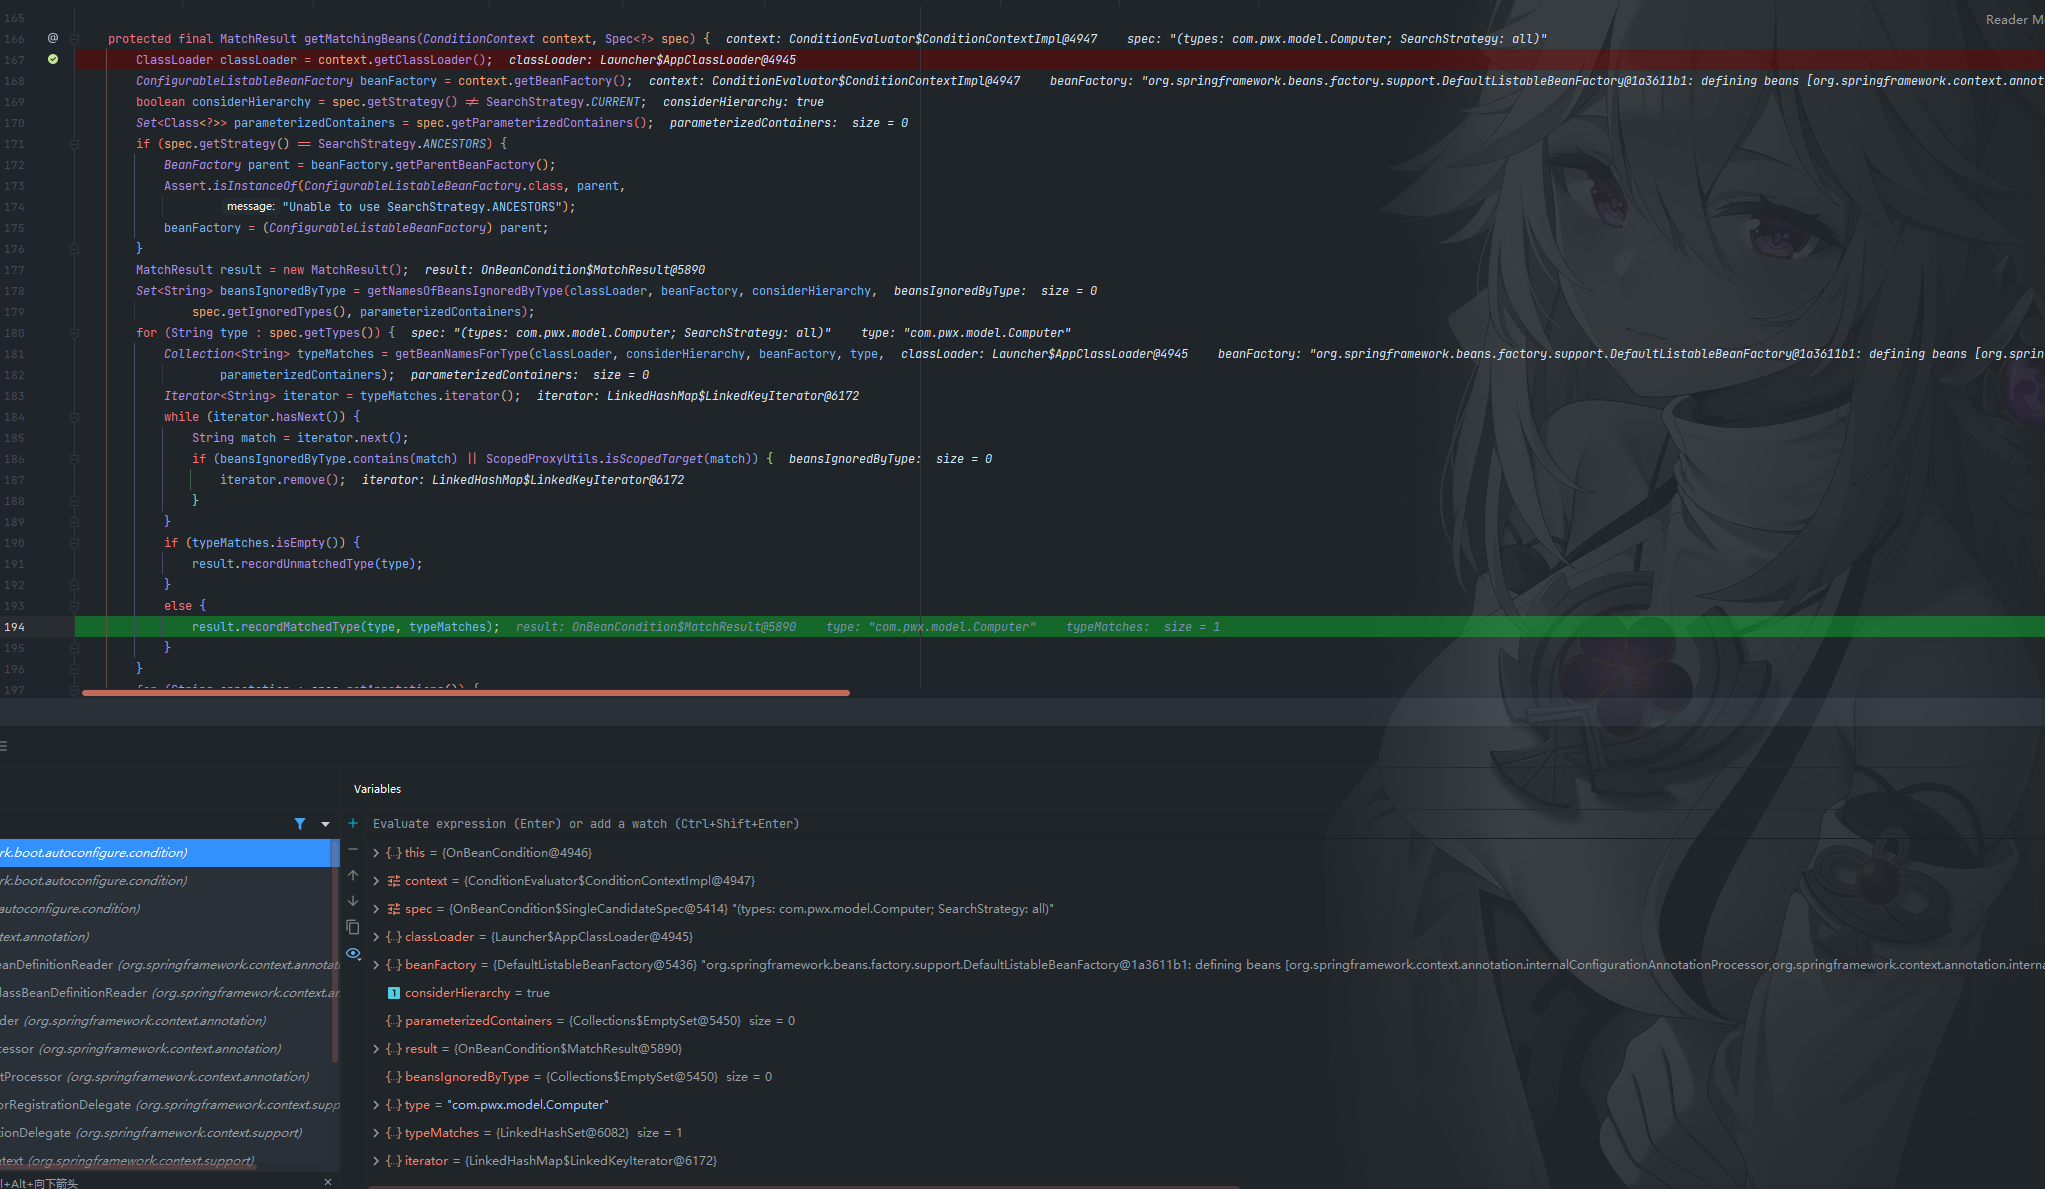 165
Reader M
166 @ protected final MatchResult getMatchingBeans(ConditionContext context, Spec<?> spec) { context: ConditionEvaluator$ConditionContextImpl@4947 spec: "(types: com.pwx.model.Computer; SearchStrategy: all)"
167 ClassLoader classLoader = context.getClassLoader(); classLoader: Launcher$AppClassLoader@4945
168 ConfigurableListableBeanFactory beanFactory = context.getBeanFactory(); context: ConditionEvaluator$ConditionContextImpl@4947 beanFactory: "org.springframework.beans.factory.support.DefaultListableBeanFactory@1a3611b1: defining beans [org.springframework.context.annot
169 boolean considerHierarchy = spec.getStrategy() ≠ SearchStrategy.CURRENT; considerHierarchy: true
170 Set<Class<?>> parameterizedContainers = spec.getParameterizedContainers(); parameterizedContainers: size = 0
171 if (spec.getStrategy() == SearchStrategy.ANCESTORS) {
172 BeanFactory parent = beanFactory.getParentBeanFactory();
173 Assert.isInstanceOf(ConfigurableListableBeanFactory.class, parent,
174 message: "Unable to use SearchStrategy.ANCESTORS");
175 beanFactory = (ConfigurableListableBeanFactory) parent;
176 }
177 MatchResult result = new MatchResult(); result: OnBeanCondition$MatchResult@5890
178 Set<String> beansIgnoredByType = getNamesOfBeansIgnoredByType(classLoader, beanFactory, considerHierarchy, beansIgnoredByType: size = 0
179 spec.getIgnoredTypes(), parameterizedContainers);
180 for (String type : spec.getTypes()) { spec: "(types: com.pwx.model.Computer; SearchStrategy: all)" type: "com.pwx.model.Computer"
181 Collection<String> typeMatches = getBeanNamesForType(classLoader, considerHierarchy, beanFactory, type, classLoader: Launcher$AppClassLoader@4945 beanFactory: "org.springframework.beans.factory.support.DefaultListableBeanFactory@1a3611b1: defining beans [org.sprin
182 parameterizedContainers); parameterizedContainers: size = 0
183 Iterator<String> iterator = typeMatches.iterator(); iterator: LinkedHashMap$LinkedKeyIterator@6172
184 while (iterator.hasNext()) {
185 String match = iterator.next();
186 if (beansIgnoredByType.contains(match) || ScopedProxyUtils.isScopedTarget(match)) { beansIgnoredByType: size = 0
187 iterator.remove(); iterator: LinkedHashMap$LinkedKeyIterator@6172
188 }
189 }
190 if (typeMatches.isEmpty()) {
191 result.recordUnmatchedType(type);
192 }
193 else {
194 result.recordMatchedType(type, typeMatches); result: OnBeanCondition$MatchResult@5890 type: "com.pwx.model.Computer" typeMatches: size = 1
195 }
196 }
197 for (String annotation : spec.getAnnotations()) {
Variables
Evaluate expression (Enter) or add a watch (Ctrl+Shift+Enter)
rk.boot.autoconfigure.condition)
rk.boot.autoconfigure.condition)
autoconfigure.condition)
text.annotation)
eanDefinitionReader (org.springframework.context.annotati
lassBeanDefinitionReader (org.springframework.context.an
der (org.springframework.context.annotation)
cessor (org.springframework.context.annotation)
tProcessor (org.springframework.context.annotation)
orRegistrationDelegate (org.springframework.context.supp
tionDelegate (org.springframework.context.support)
ntext (org.springframework.context.support)
l+Alt+向下箭头
{..} this = {OnBeanCondition@4946}
context = {ConditionEvaluator$ConditionContextImpl@4947}
spec = {OnBeanCondition$SingleCandidateSpec@5414} "(types: com.pwx.model.Computer; SearchStrategy: all)"
{..} classLoader = {Launcher$AppClassLoader@4945}
{..} beanFactory = {DefaultListableBeanFactory@5436} "org.springframework.beans.factory.support.DefaultListableBeanFactory@1a3611b1: defining beans [org.springframework.context.annotation.internalConfigurationAnnotationProcessor,org.springframework.context.annotation.interna
1 considerHierarchy = true
{..} parameterizedContainers = {Collections$EmptySet@5450} size = 0
{..} result = {OnBeanCondition$MatchResult@5890}
{..} beansIgnoredByType = {Collections$EmptySet@5450} size = 0
{..} type = "com.pwx.model.Computer"
{..} typeMatches = {LinkedHashSet@6082} size = 1
{..} iterator = {LinkedHashMap$LinkedKeyIterator@6172}